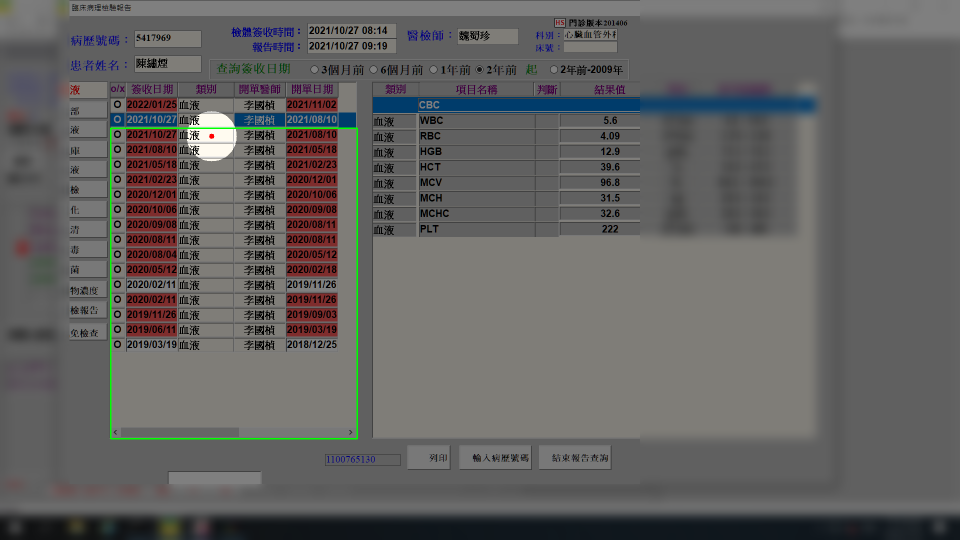 臨床病理檢驗報告
HS 門診版本201406
病歷號碼： 5417969 檢體簽收時間： 2021/10/27 08:14 醫檢師： 魏蜀珍 科別： 心臟血管外科
報告時間： 2021/10/27 09:19 床號：
患者姓名： 陳繡煙
查詢簽收日期 3個月前 6個月前 1年前 2年前 起 2年前-2009年
液
部
液
庫
液
檢
化
清
毒
菌
物濃度
檢報告
免檢查
o/x 簽收日期 類別 開單醫師 開單日期
O 2022/01/25 血液 李國楨 2021/11/02
O 2021/10/27 血液 李國楨 2021/08/10
O 2021/10/27 血液 李國楨 2021/08/10
O 2021/08/10 血液 李國楨 2021/05/18
O 2021/05/18 血液 李國楨 2021/02/23
O 2021/02/23 血液 李國楨 2020/12/01
O 2020/12/01 血液 李國楨 2020/10/06
O 2020/10/06 血液 李國楨 2020/09/08
O 2020/09/08 血液 李國楨 2020/08/11
O 2020/08/11 血液 李國楨 2020/08/11
O 2020/08/04 血液 李國楨 2020/05/12
O 2020/05/12 血液 李國楨 2020/02/18
O 2020/02/11 血液 李國楨 2019/11/26
O 2020/02/11 血液 李國楨 2019/11/26
O 2019/11/26 血液 李國楨 2019/09/03
O 2019/06/11 血液 李國楨 2019/03/19
O 2019/03/19 血液 李國楨 2018/12/25
類別 項目名稱 判斷 結果值
CBC
血液 WBC 5.6
血液 RBC 4.09
血液 HGB 12.9
血液 HCT 39.6
血液 MCV 96.8
血液 MCH 31.5
血液 MCHC 32.6
血液 PLT 222
1100765130 列印 輸入病歷號碼 結束報告查詢